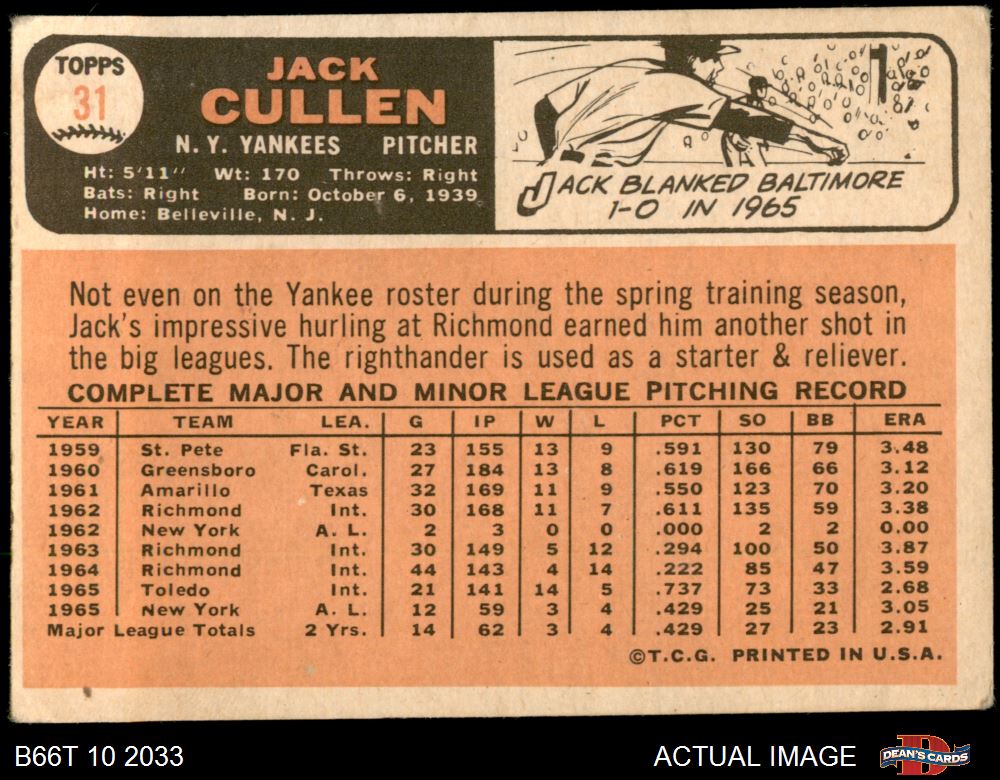 TOPPS
31
JACK
CULLEN
N. Y. YANKEES PITCHER
Ht: 5'11" Wt: 170 Throws: Right
Bats: Right Born: October 6, 1939
Home: Belleville, N. J.
JACK BLANKED BALTIMORE
1-0 IN 1965
Not even on the Yankee roster during the spring training season,
Jack's impressive hurling at Richmond earned him another shot in
the big leagues. The righthander is used as a starter & reliever.
COMPLETE MAJOR AND MINOR LEAGUE PITCHING RECORD
YEAR TEAM LEA. G IP W L PCT SO BB ERA
1959 St. Pete Fla. St. 23 155 13 9 .591 130 79 3.48
1960 Greensboro Carol. 27 184 13 8 .619 166 66 3.12
1961 Amarillo Texas 32 169 11 9 .550 123 70 3.20
1962 Richmond Int. 30 168 11 7 .611 135 59 3.38
1962 New York A. L. 2 3 0 0 .000 2 2 0.00
1963 Richmond Int. 30 149 5 12 .294 100 50 3.87
1964 Richmond Int. 44 143 4 14 .222 85 47 3.59
1965 Toledo Int. 21 141 14 5 .737 73 33 2.68
1965 New York A. L. 12 59 3 4 .429 25 21 3.05
Major League Totals 2 Yrs. 14 62 3 4 .429 27 23 2.91
©T.C.G. PRINTED IN U.S.A.
B66T 10 2033 ACTUAL IMAGE DEAN'S CARDS